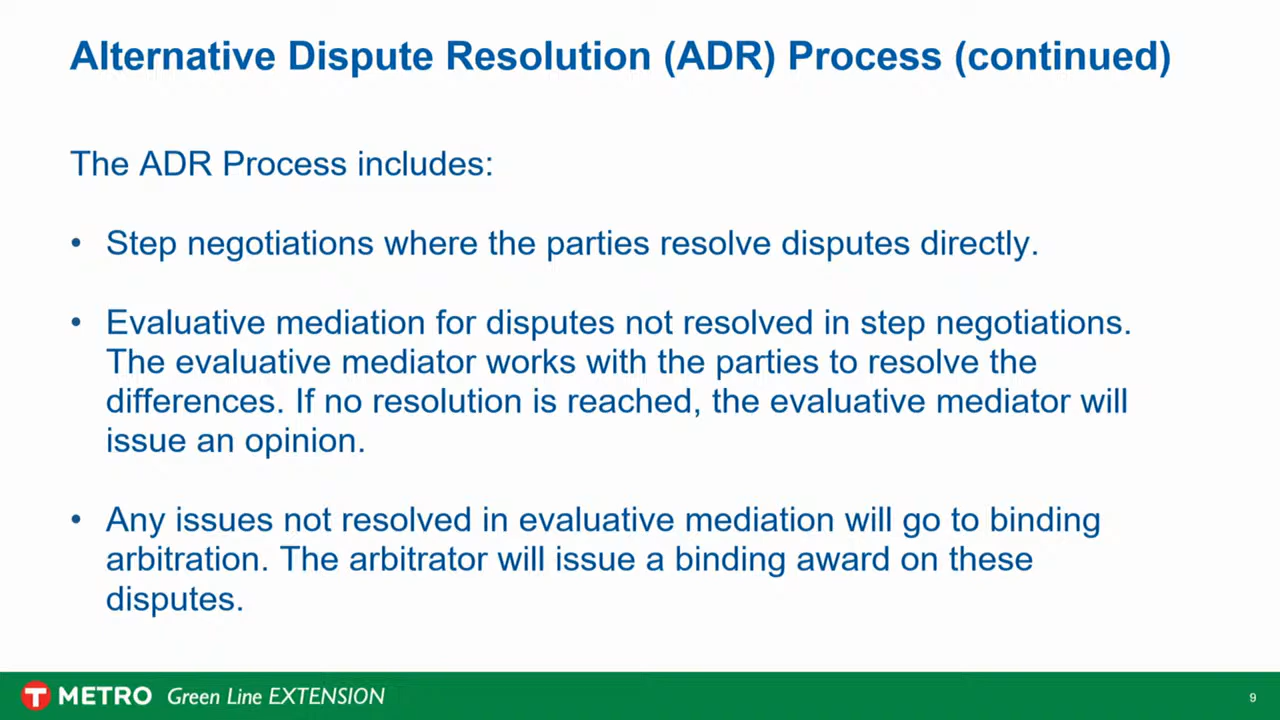 Alternative Dispute Resolution (ADR) Process (continued)
The ADR Process includes:
• Step negotiations where the parties resolve disputes directly.
• Evaluative mediation for disputes not resolved in step negotiations.
The evaluative mediator works with the parties to resolve the
differences. If no resolution is reached, the evaluative mediator will
issue an opinion.
• Any issues not resolved in evaluative mediation will go to binding
arbitration. The arbitrator will issue a binding award on these
disputes.
T METRO Green Line EXTENSION
9